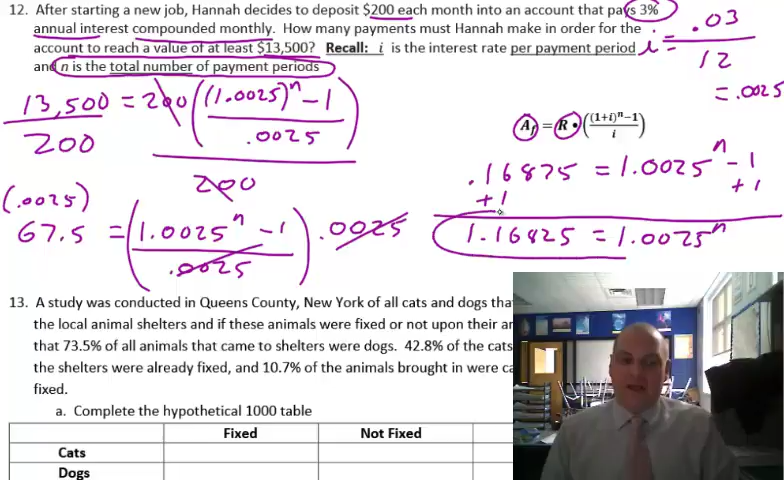 12. After starting a new job, Hannah decides to deposit $200 each month into an account that pays 3%
annual interest compounded monthly. How many payments must Hannah make in order for the
account to reach a value of at least $13,500? Recall: i is the interest rate per payment period
and n is the total number of payment periods
i = .03
12
= .0025
13,500 = 200 ((1.0025)^n - 1)
200 .0025
200
A_f = R • ((1+i)^n−1)
i
.16875 = 1.0025^n - 1
+1 +1
(.0025)
67.5 = (1.0025^n - 1) .0025
.0025
1.16825 = 1.0025^n
13. A study was conducted in Queens County, New York of all cats and dogs tha
the local animal shelters and if these animals were fixed or not upon their ar
that 73.5% of all animals that came to shelters were dogs. 42.8% of the cats
the shelters were already fixed, and 10.7% of the animals brought in were ca
fixed.
a. Complete the hypothetical 1000 table
Fixed Not Fixed
Cats
Dogs